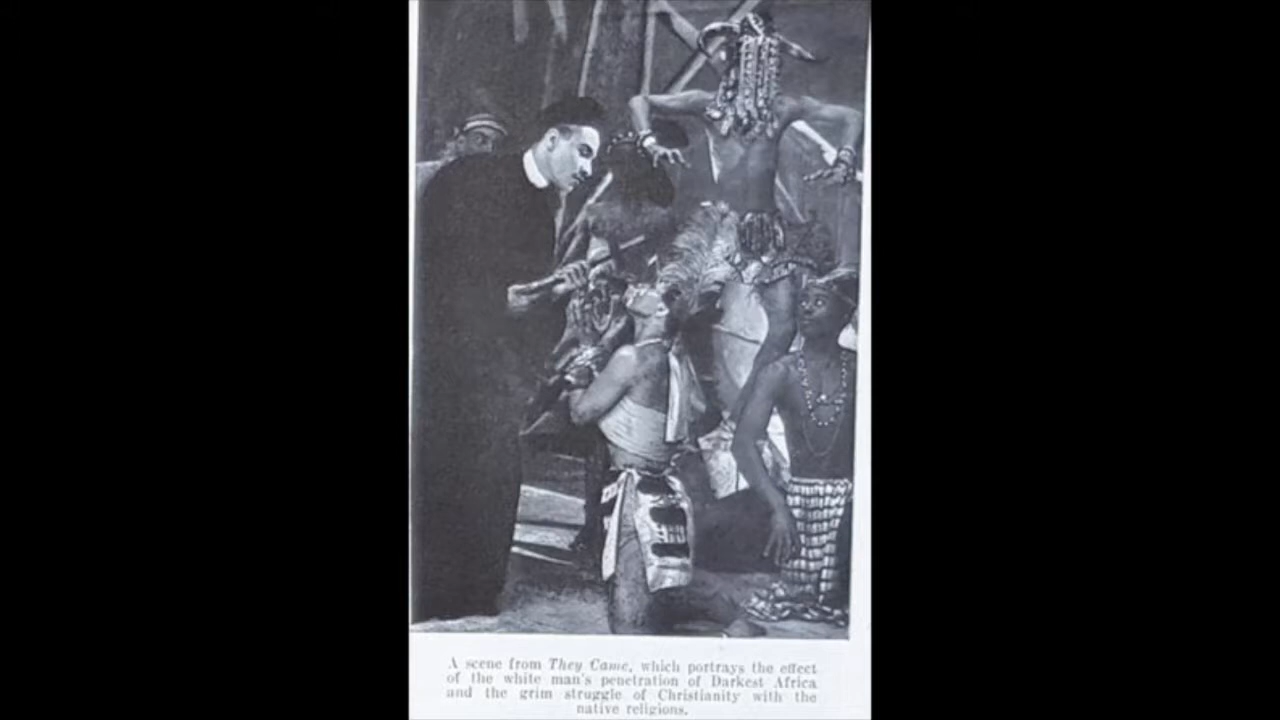 A scene from They Came, which portrays the effect
of the white man's penetration of Darkest Africa
and the grim struggle of Christianity with the
native religions.